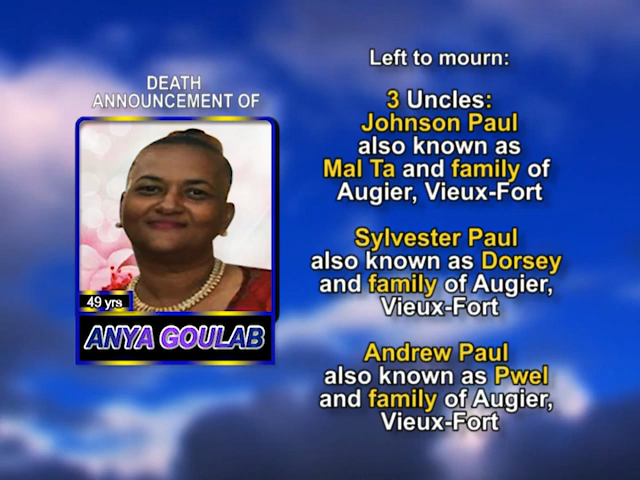 DEATH
ANNOUNCEMENT OF
49 yrs
ANYA GOULAB
Left to mourn:
3 Uncles:
Johnson Paul
also known as
Mal Ta and family of
Augier, Vieux-Fort
Sylvester Paul
also known as Dorsey
and family of Augier,
Vieux-Fort
Andrew Paul
also known as Pwel
and family of Augier,
Vieux-Fort